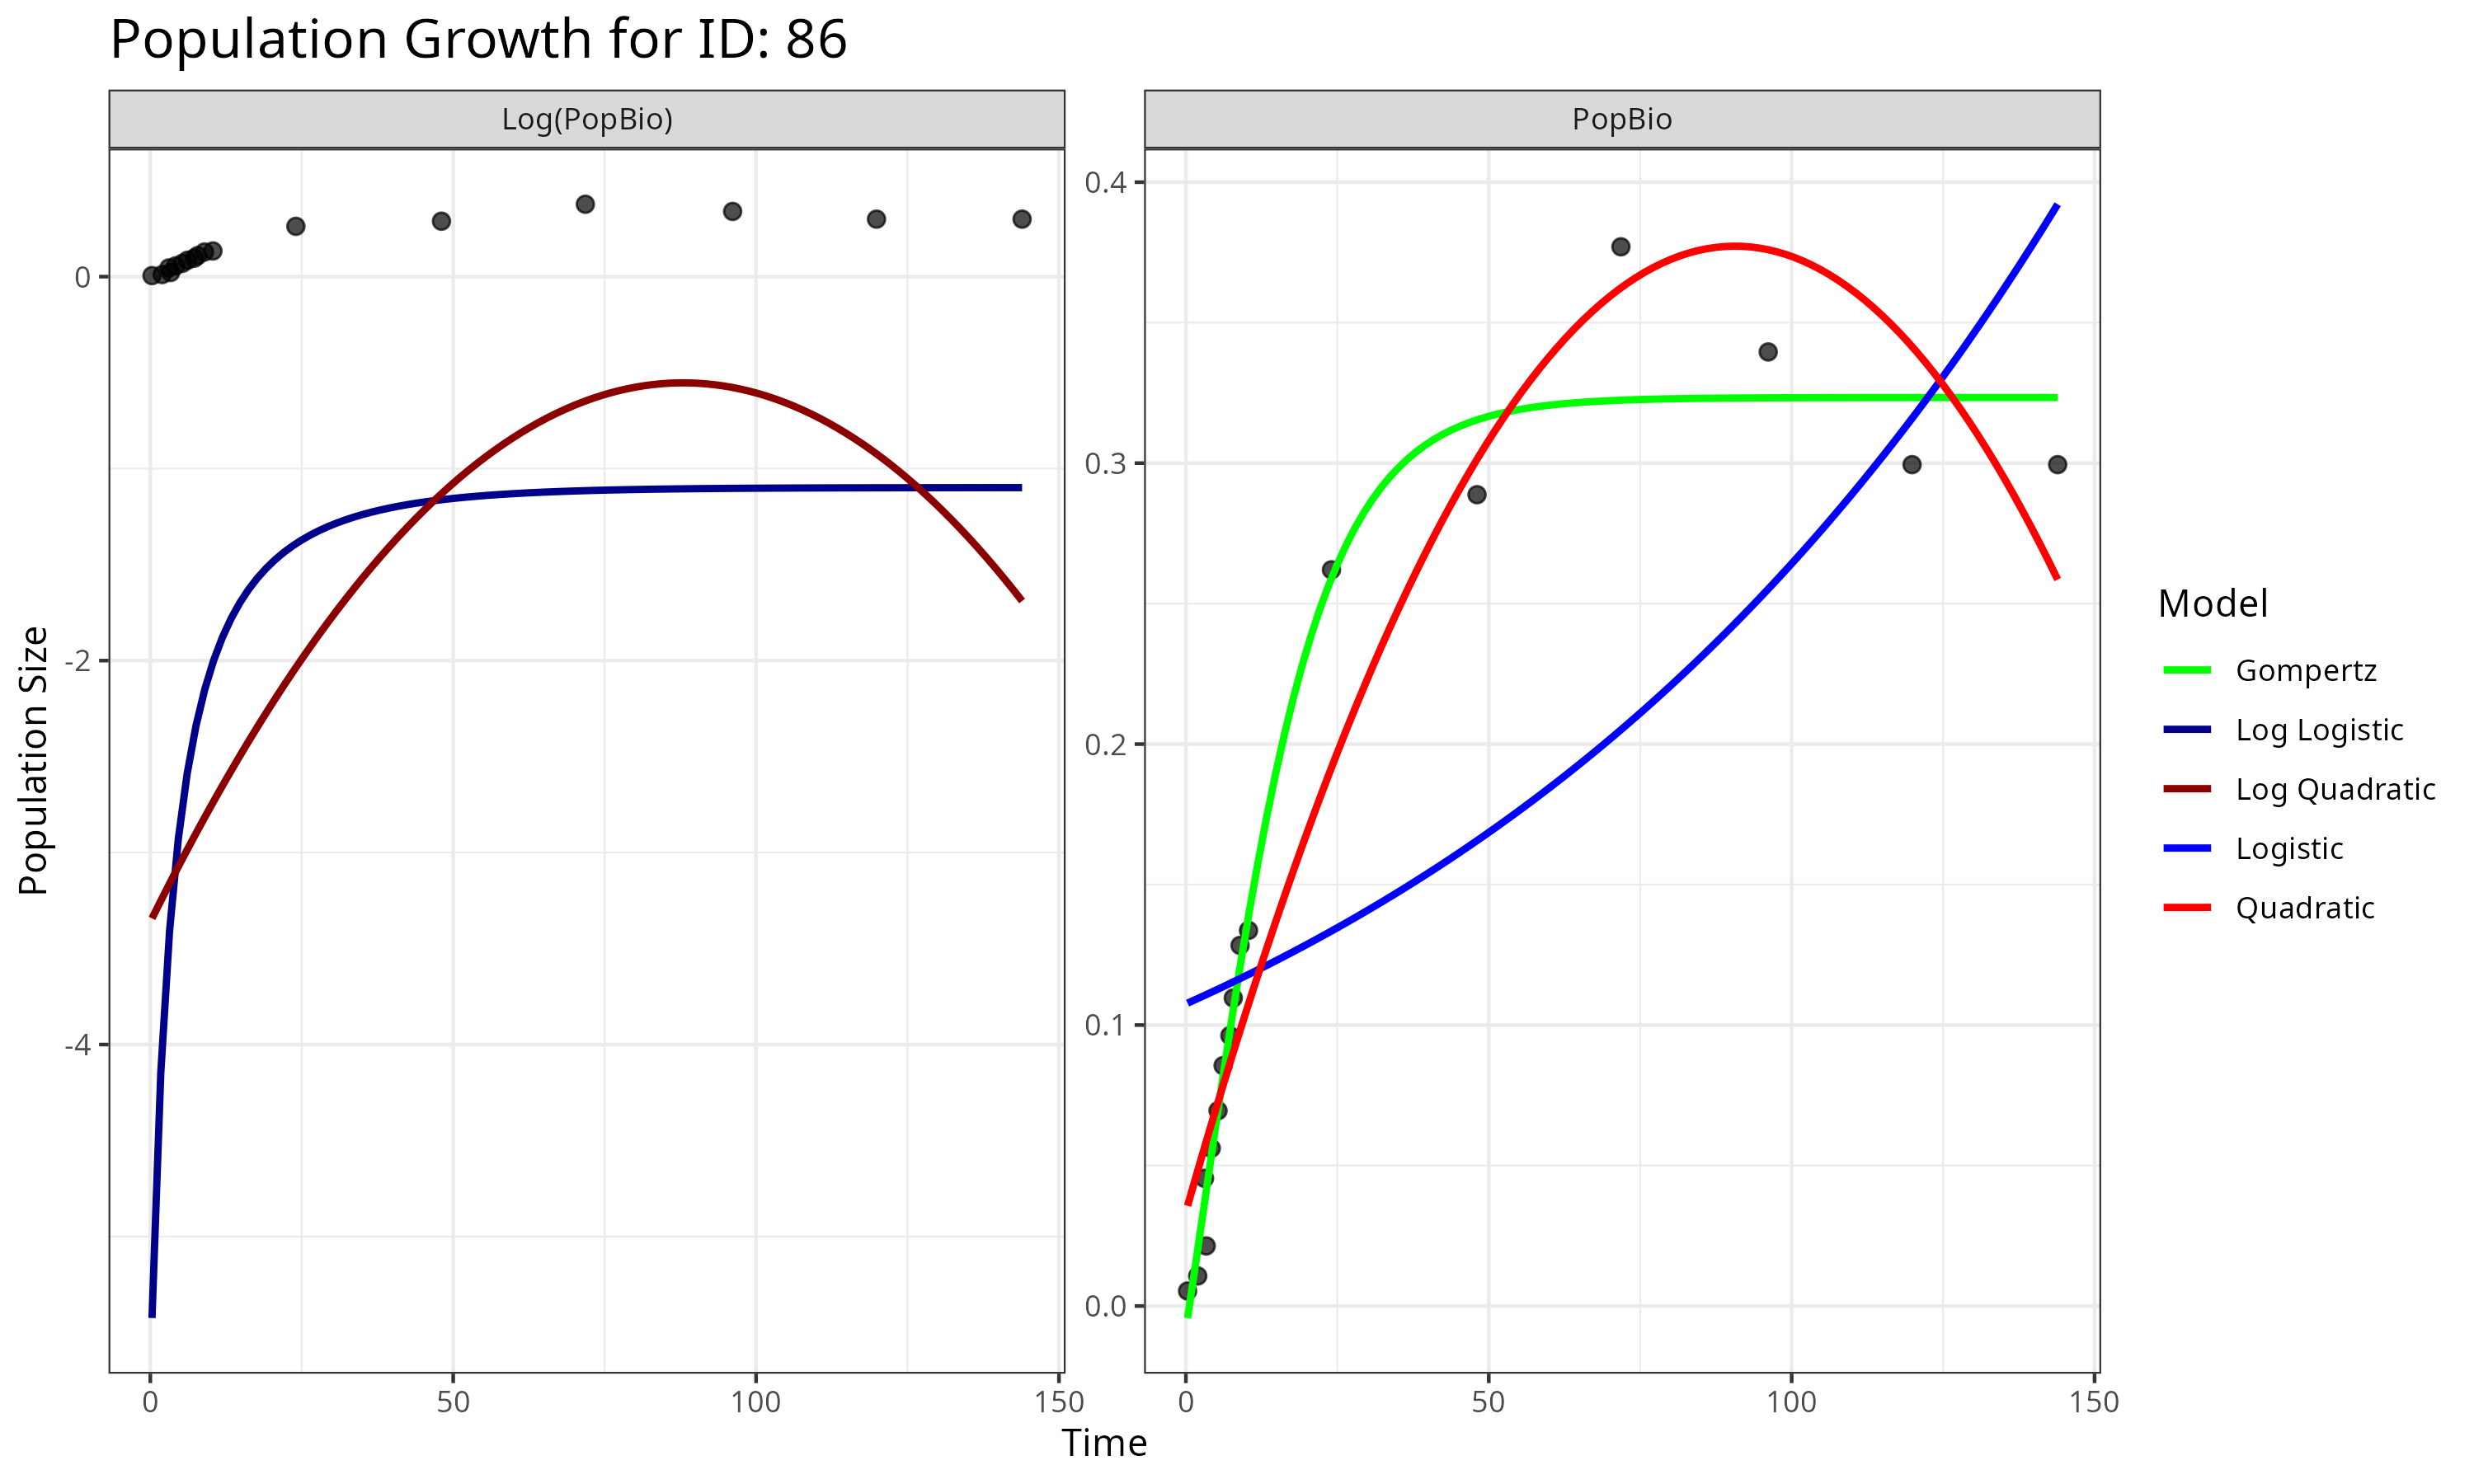 Population Growth for ID: 86
Log(PopBio)
PopBio
Population Size
0
-2
-4
0 50 100 150
0.4
0.3
0.2
0.1
0.0
0 50 100 150
Time
Model
Gompertz
Log Logistic
Log Quadratic
Logistic
Quadratic